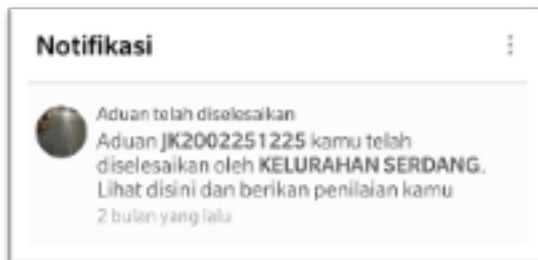 Notifikasi
Aduan telah diselesaikan
Aduan JK2002251225 kamu telah
diselesaikan oleh KELURAHAN SERDANG.
Lihat disini dan berikan penilaian kamu
2 bulan yang lalu